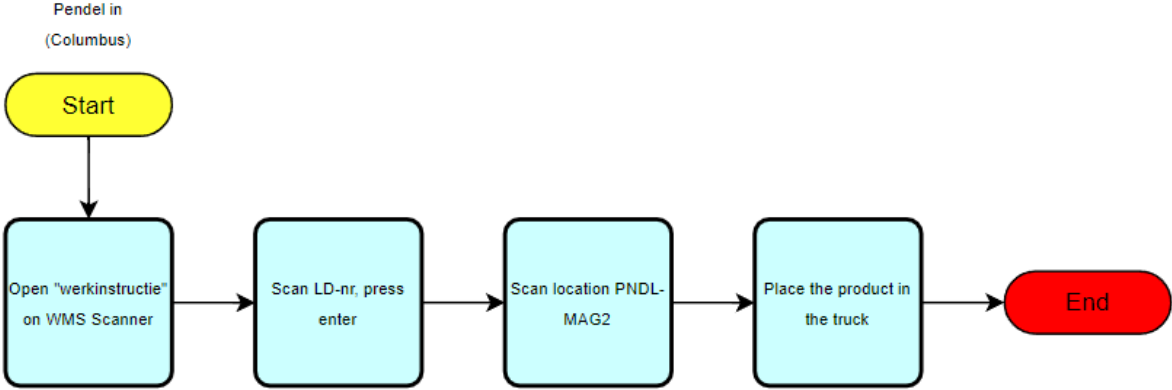 Pendel in
(Columbus)
Start
Open "werkinstructie"
on WMS Scanner
Scan LD-nr, press
enter
Scan location PNDL-
MAG2
Place the product in
the truck
End